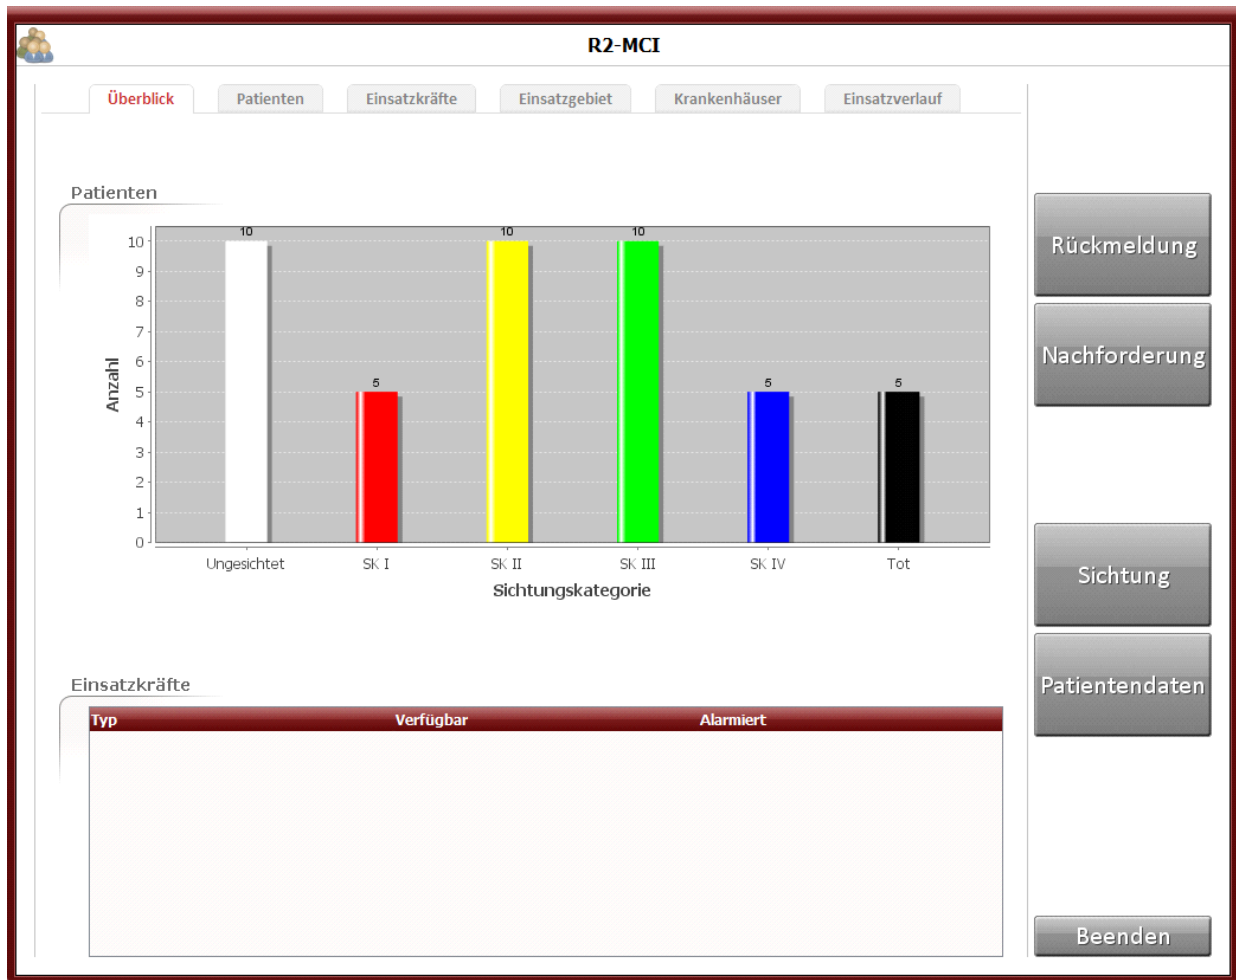 R2-MCI
Überblick Patienten Einsatzkräfte Einsatzgebiet Krankenhäuser Einsatzverlauf
Patienten
10 10 10
5 5 5
10
9
8
7
6
5
4
3
2
1
0
Anzahl
Ungesichtet SK I SK II SK III SK IV Tot
Sichtungskategorie
Einsatzkräfte
Typ Verfügbar Alarmiert
Rückmeldung
Nachforderung
Sichtung
Patientendaten
Beenden